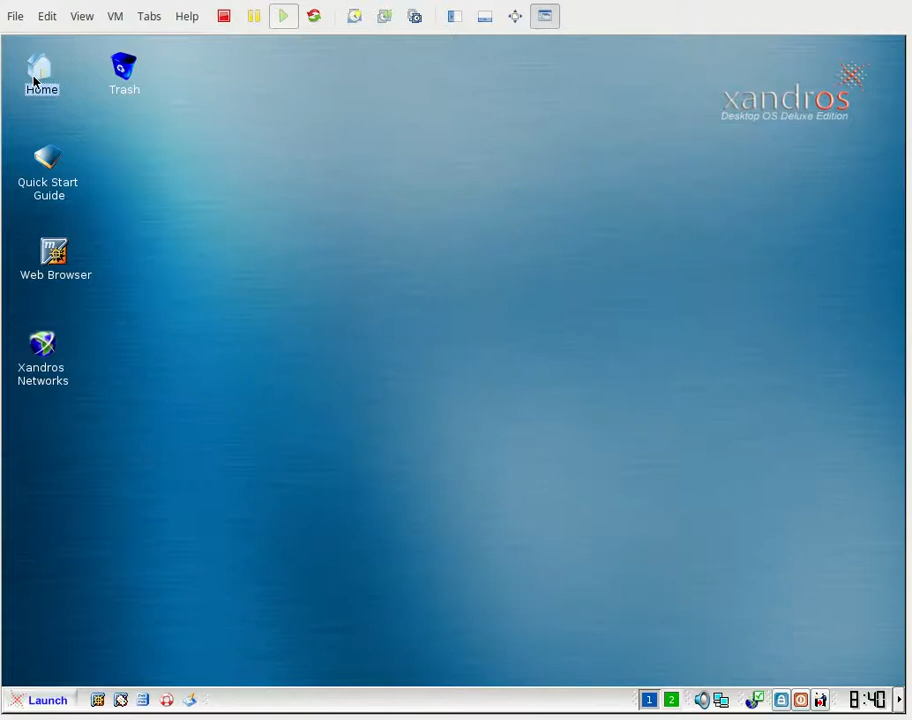 File Edit View VM Tabs Help
Home
Trash
xandros
Desktop OS Deluxe Edition
Quick Start
Guide
Web Browser
Xandros
Networks
Launch
1 2
8:40